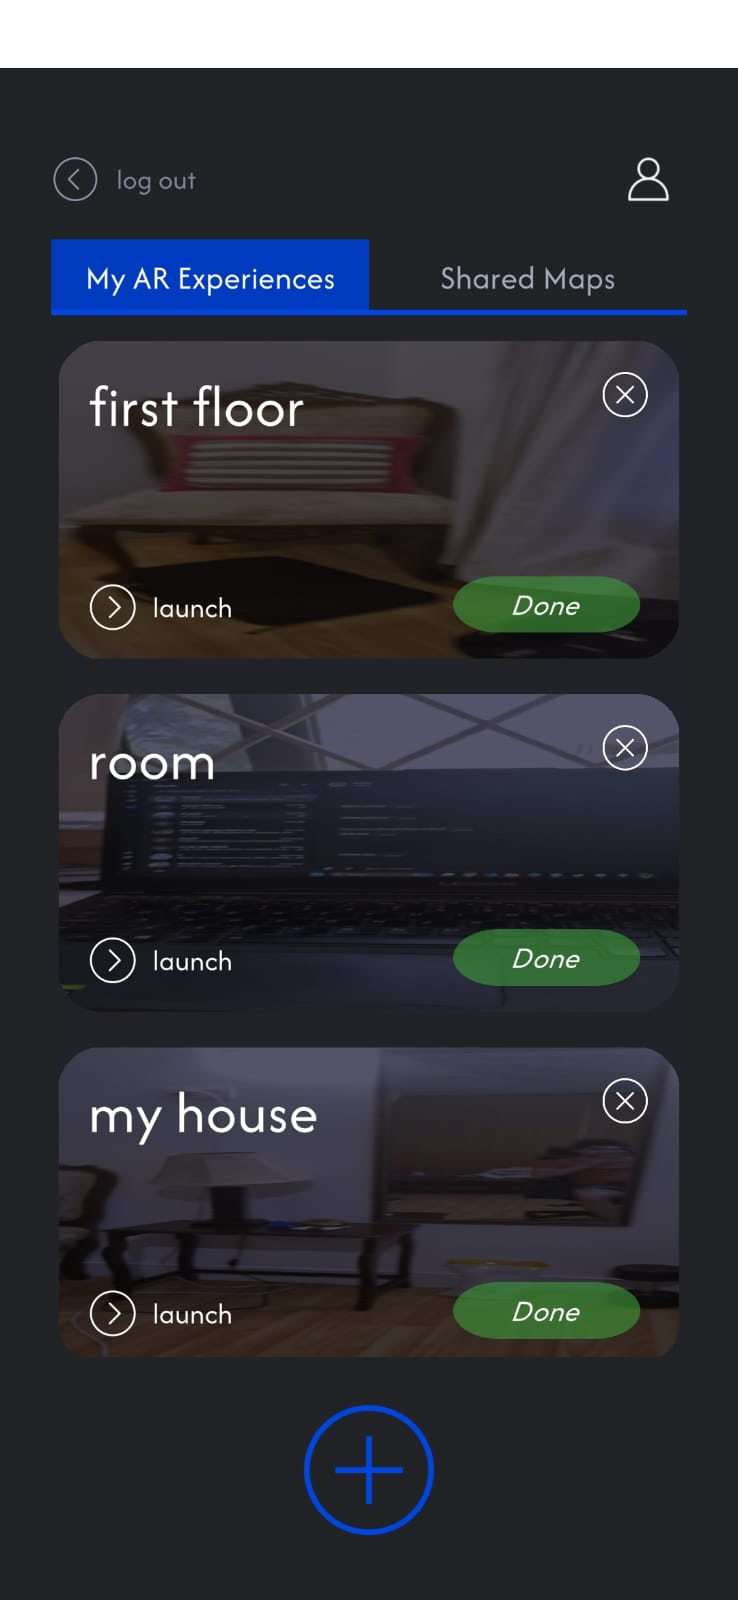 log out
My AR Experiences
Shared Maps
first floor
launch
Done
room
launch
Done
my house
launch
Done